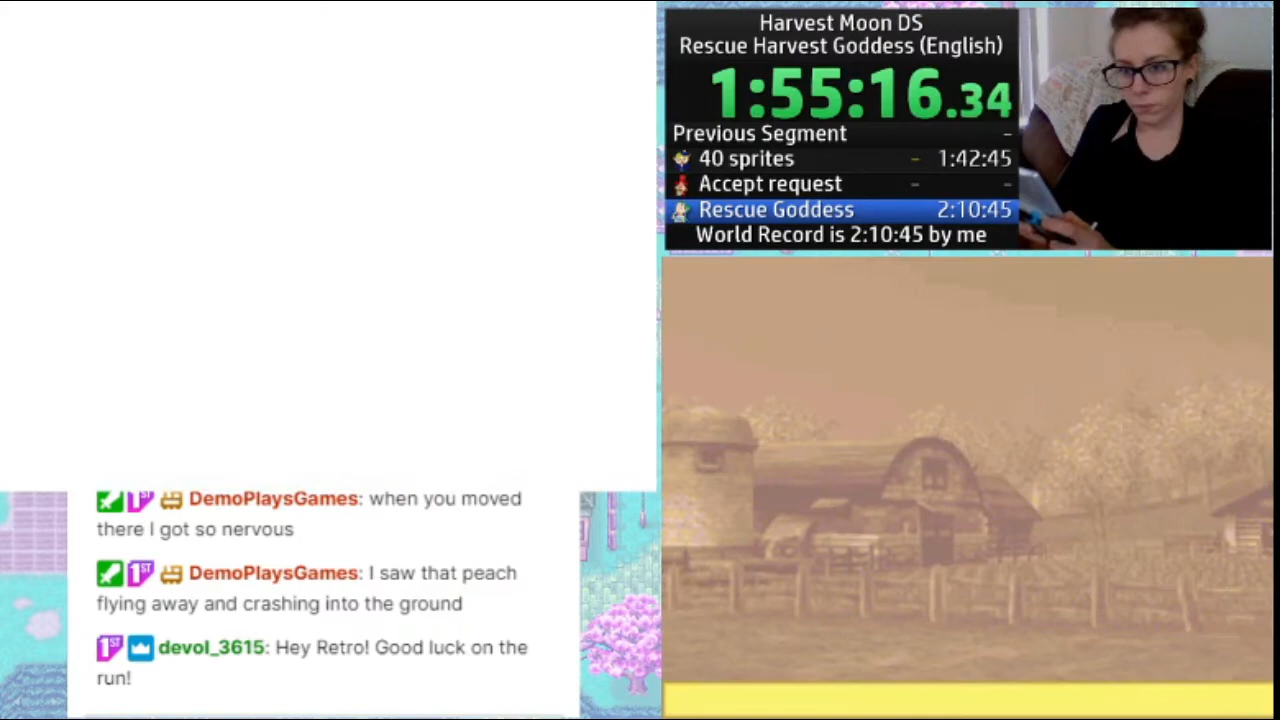 Harvest Moon DS
Rescue Harvest Goddess (English)
1:55:16.34
Previous Segment -
40 sprites - 1:42:45
Accept request - -
Rescue Goddess 2:10:45
World Record is 2:10:45 by me
1ST DemoPlaysGames: when you moved
there I got so nervous
1ST DemoPlaysGames: I saw that peach
flying away and crashing into the ground
1ST devol_3615: Hey Retro! Good luck on the
run!